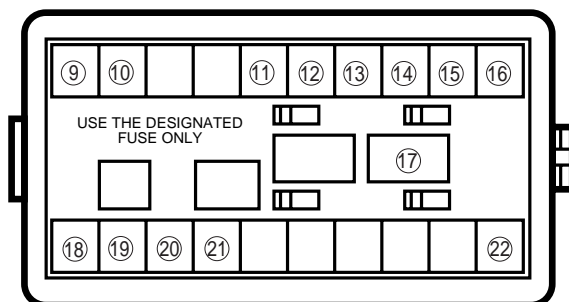 9 10 11 12 13 14 15 16
USE THE DESIGNATED
FUSE ONLY
17
18 19 20 21 22